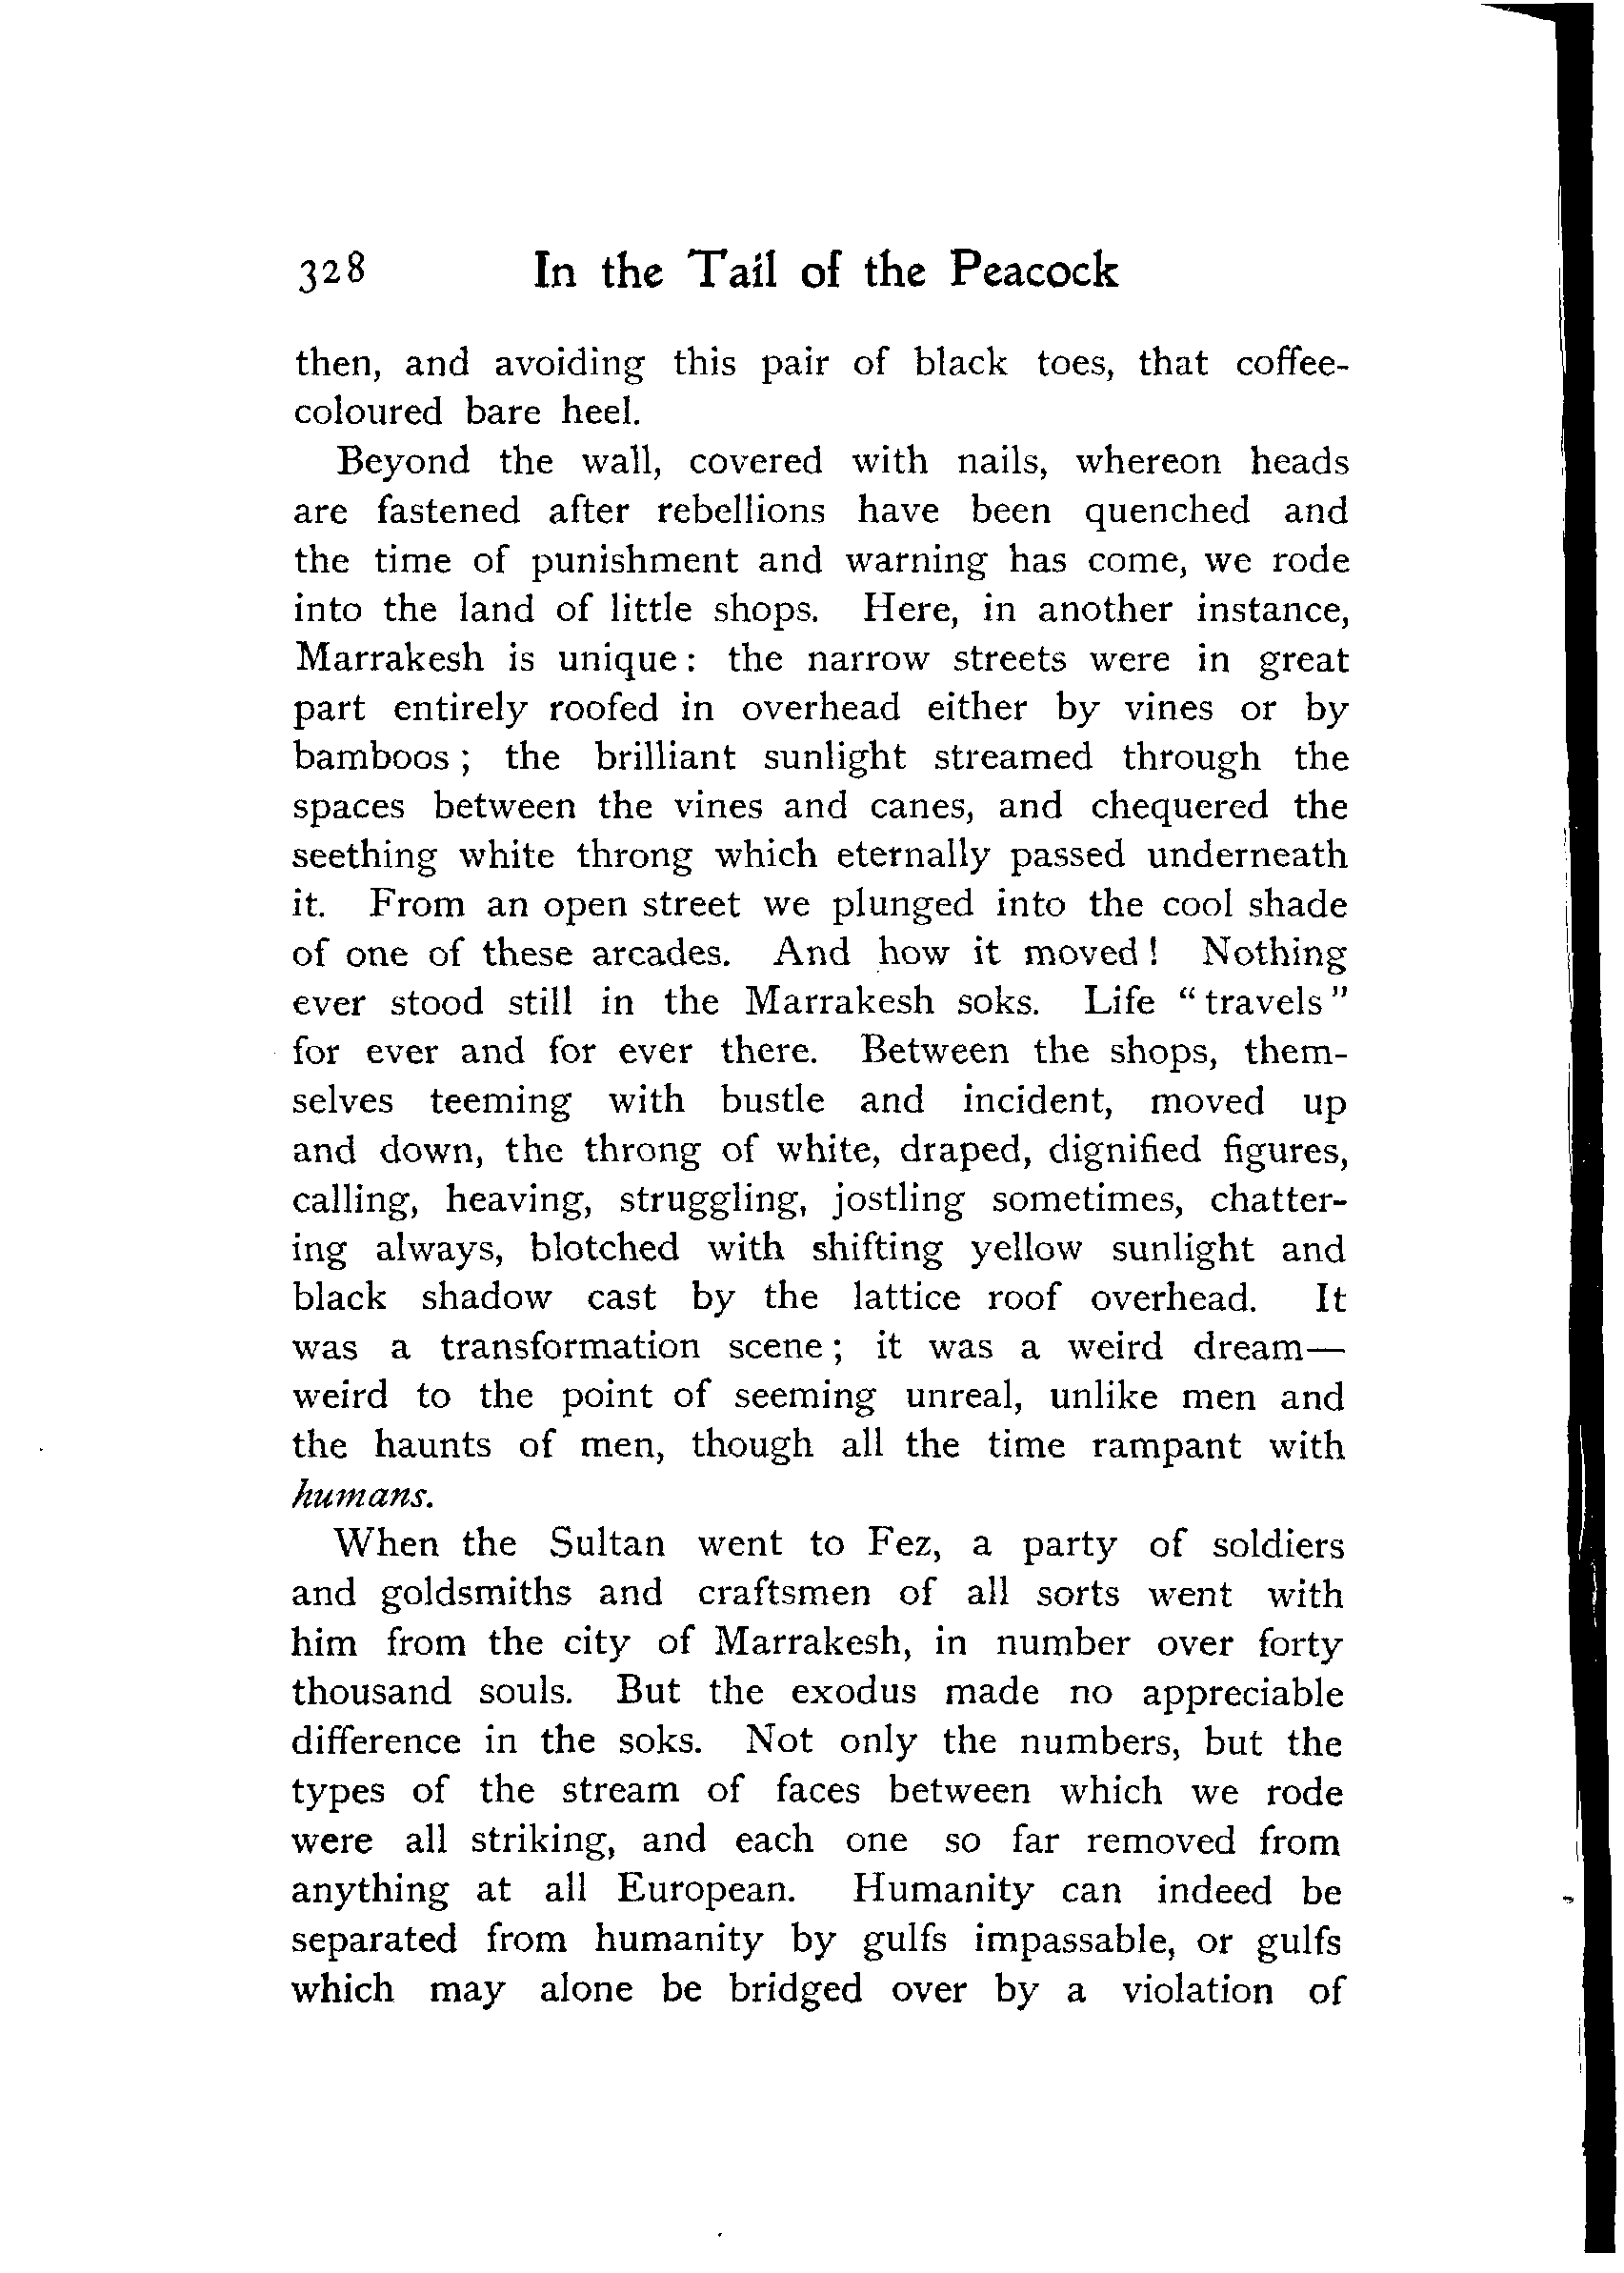 328 In the Tail of the Peacock
then, and avoiding this pair of black toes, that coffee-
coloured bare heel.
Beyond the wall, covered with nails, whereon heads
are fastened after rebellions have been quenched and
the time of punishment and warning has come, we rode
into the land of little shops. Here, in another instance,
Marrakesh is unique: the narrow streets were in great
part entirely roofed in overhead either by vines or by
bamboos; the brilliant sunlight streamed through the
spaces between the vines and canes, and chequered the
seething white throng which eternally passed underneath
it. From an open street we plunged into the cool shade
of one of these arcades. And how it moved! Nothing
ever stood still in the Marrakesh soks. Life "travels"
for ever and for ever there. Between the shops, them-
selves teeming with bustle and incident, moved up
and down, the throng of white, draped, dignified figures,
calling, heaving, struggling, jostling sometimes, chatter-
ing always, blotched with shifting yellow sunlight and
black shadow cast by the lattice roof overhead. It
was a transformation scene; it was a weird dream—
weird to the point of seeming unreal, unlike men and
the haunts of men, though all the time rampant with
humans.
When the Sultan went to Fez, a party of soldiers
and goldsmiths and craftsmen of all sorts went with
him from the city of Marrakesh, in number over forty
thousand souls. But the exodus made no appreciable
difference in the soks. Not only the numbers, but the
types of the stream of faces between which we rode
were all striking, and each one so far removed from
anything at all European. Humanity can indeed be
separated from humanity by gulfs impassable, or gulfs
which may alone be bridged over by a violation of